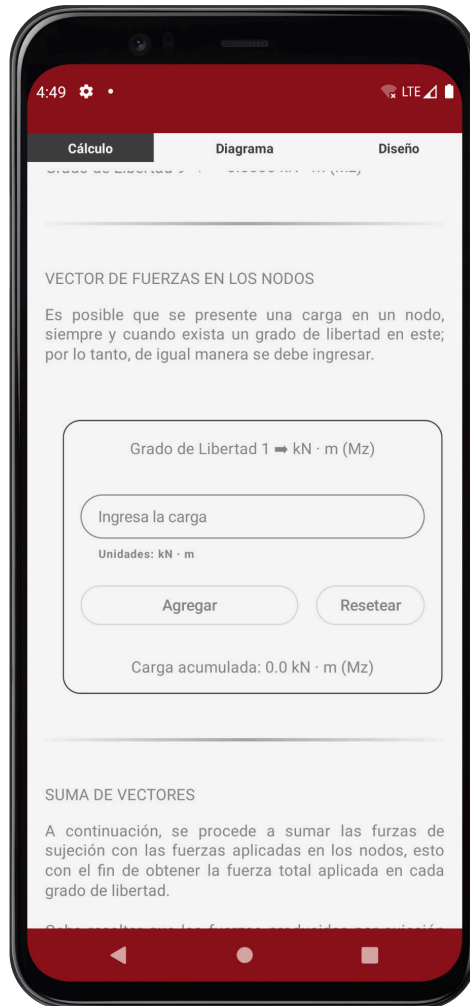 4:49
LTE
Cálculo Diagrama Diseño
VECTOR DE FUERZAS EN LOS NODOS
Es posible que se presente una carga en un nodo,
siempre y cuando exista un grado de libertad en este;
por lo tanto, de igual manera se debe ingresar.
Grado de Libertad 1 ➡ kN · m (Mz)
Ingresa la carga
Unidades: kN · m
Agregar Resetear
Carga acumulada: 0.0 kN · m (Mz)
SUMA DE VECTORES
A continuación, se procede a sumar las furzas de
sujeción con las fuerzas aplicadas en los nodos, esto
con el fin de obtener la fuerza total aplicada en cada
grado de libertad.